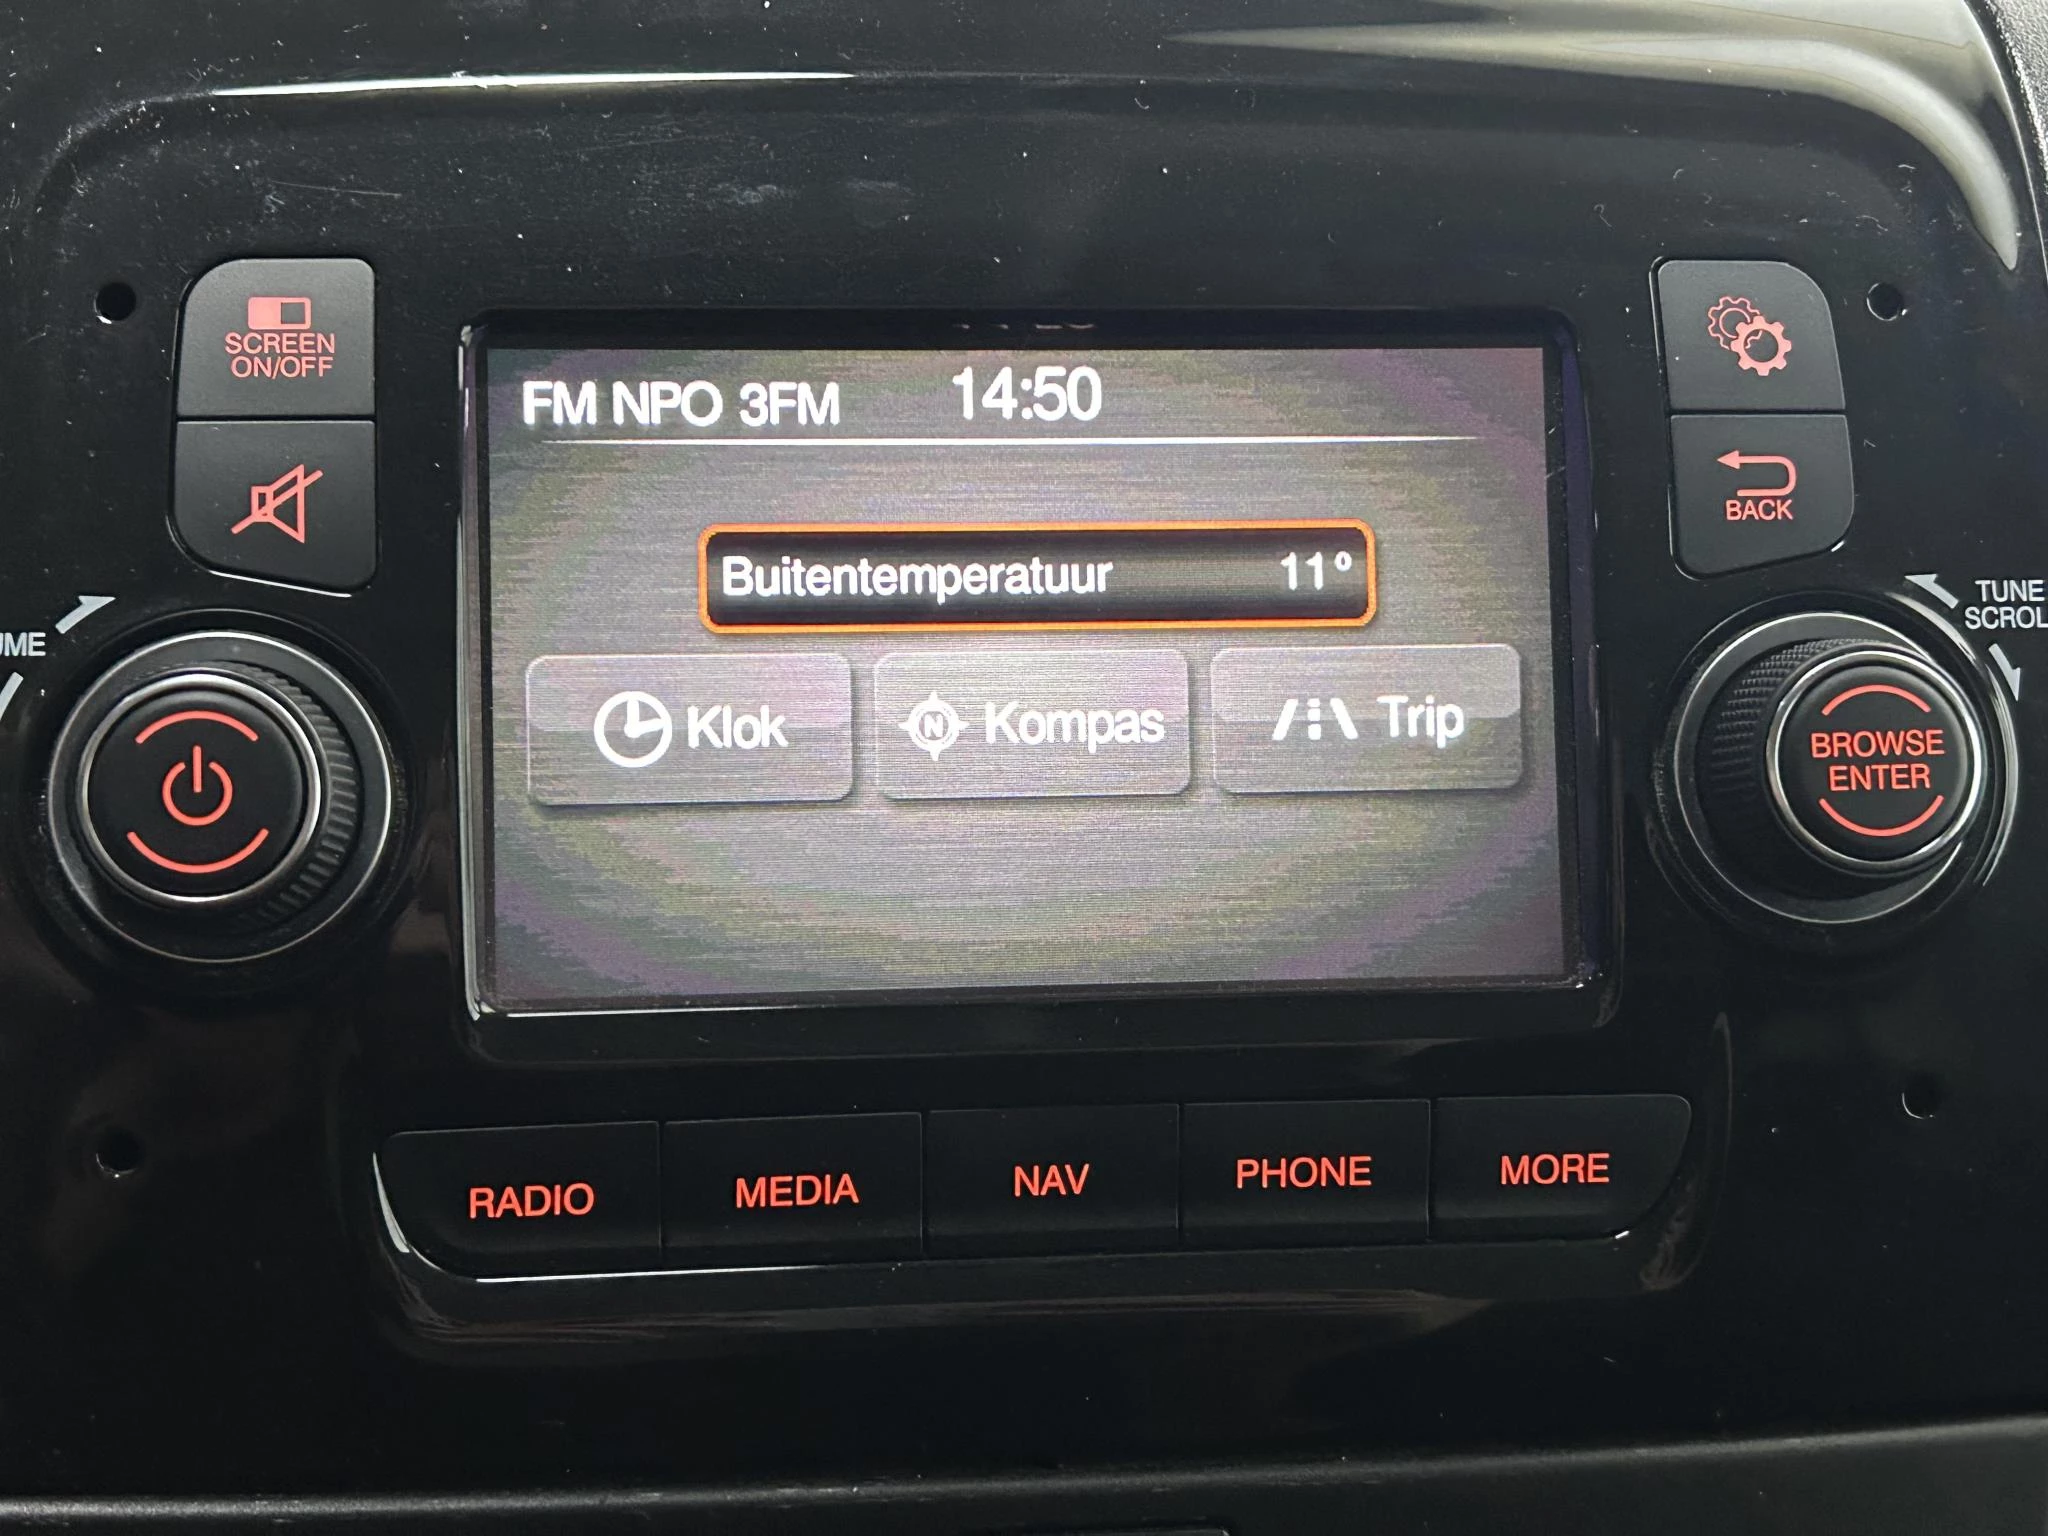 SCREEN
ON/OFF
FM NPO 3FM 14:50
BACK
Buitentemperatuur 11°
TUNE
SCROL
UME
Klok
N Kompas
Trip
BROWSE
ENTER
RADIO
MEDIA
NAV
PHONE
MORE